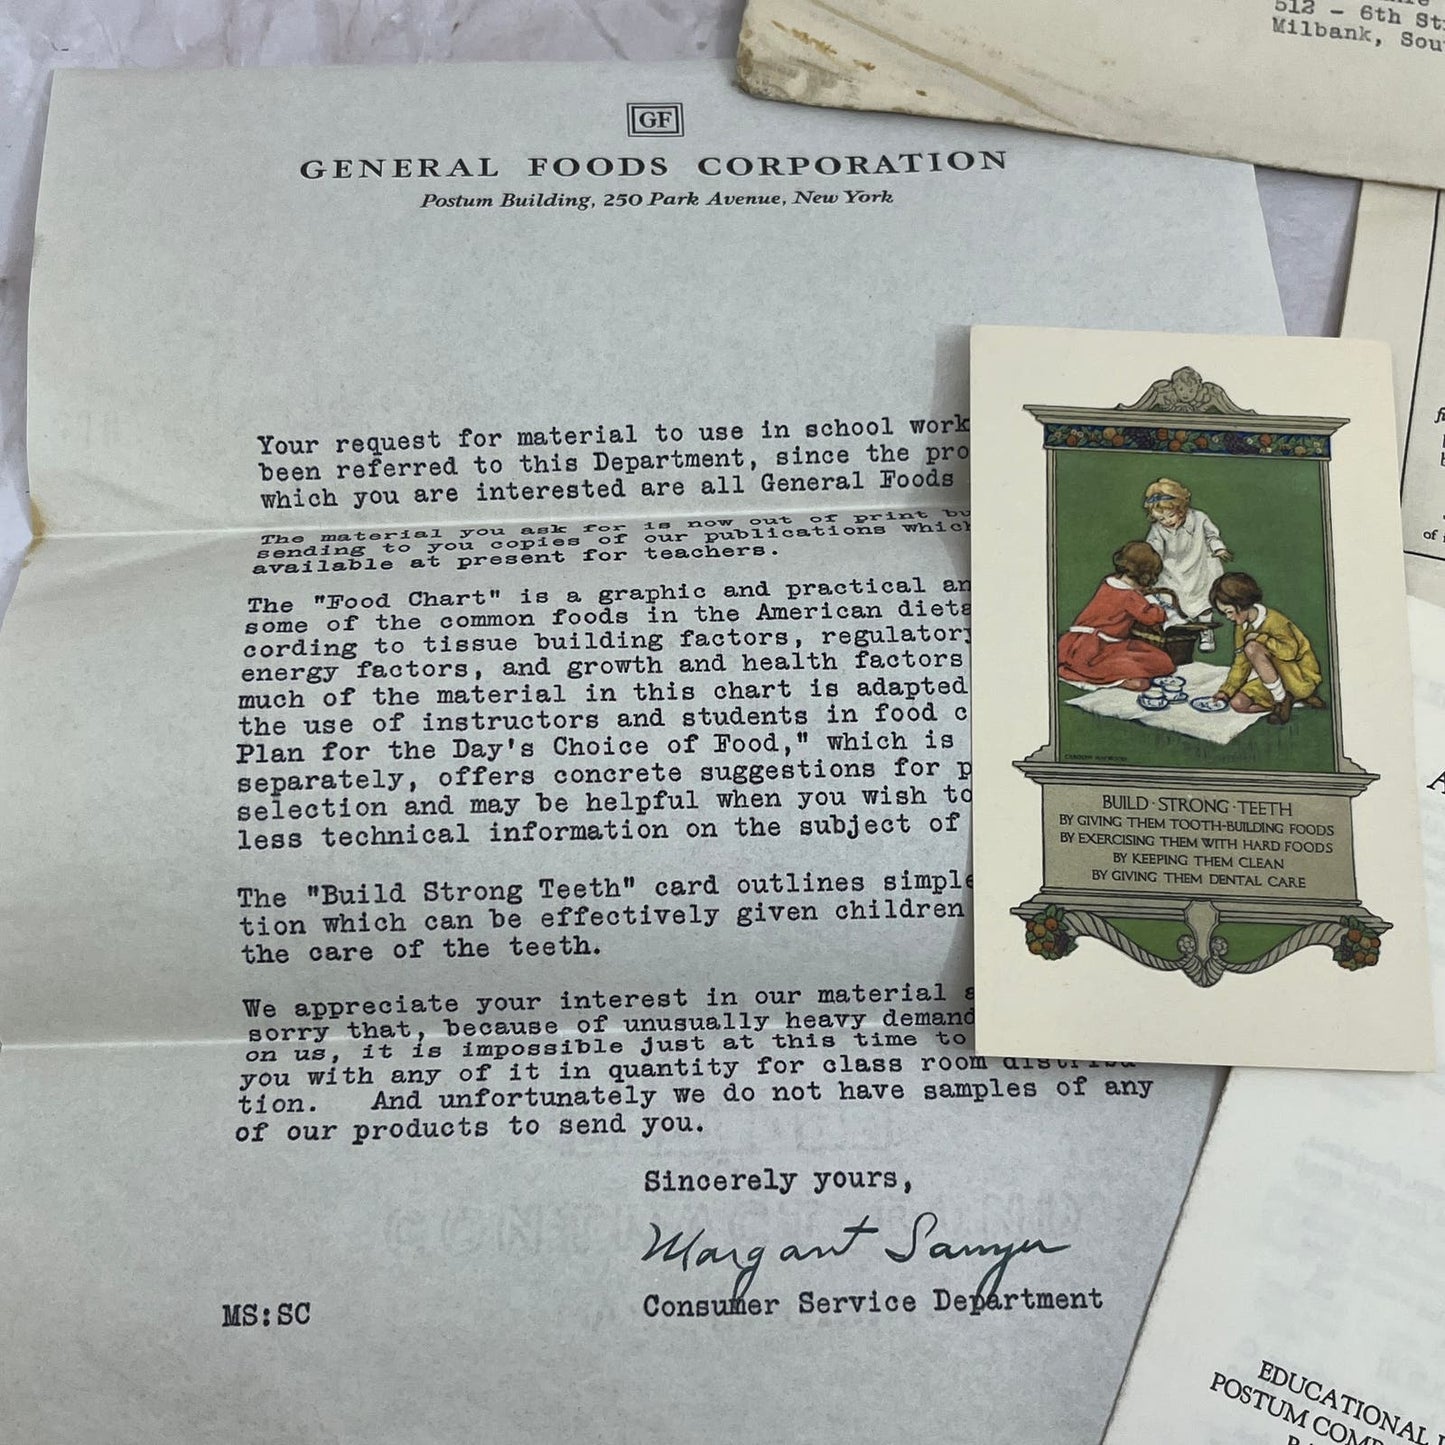 GF
GENERAL FOODS CORPORATION
Postum Building, 250 Park Avenue, New York
Your request for material to use in school work
been referred to this Department, since the pro
which you are interested are all General Foods
The material you ask for is now out of print bu
sending to you copies of our publications which
available at present for teachers.
The "Food Chart" is a graphic and practical an
some of the common foods in the American dieta
cording to tissue building factors, regulatory
energy factors, and growth and health factors
much of the material in this chart is adapted
the use of instructors and students in food c
Plan for the Day's Choice of Food," which is
separately, offers concrete suggestions for p
selection and may be helpful when you wish to
less technical information on the subject of
The "Build Strong Teeth" card outlines simple
tion which can be effectively given children
the care of the teeth.
We appreciate your interest in our material a
sorry that, because of unusually heavy demand
on us, it is impossible just at this time to
you with any of it in quantity for class room distribu-
tion. And unfortunately we do not have samples of any
of our products to send you.
Sincerely yours,
Margaret Sawyer
Consumer Service Department
MS:SC
512 - 6th St
Milbank, Sou
CAROLYN HAYWOOD
BUILD·STRONG·TEETH
BY GIVING THEM TOOTH-BUILDING FOODS
BY EXERCISING THEM WITH HARD FOODS
BY KEEPING THEM CLEAN
BY GIVING THEM DENTAL CARE
of
A
EDUCATIONAL
POSTUM COMP